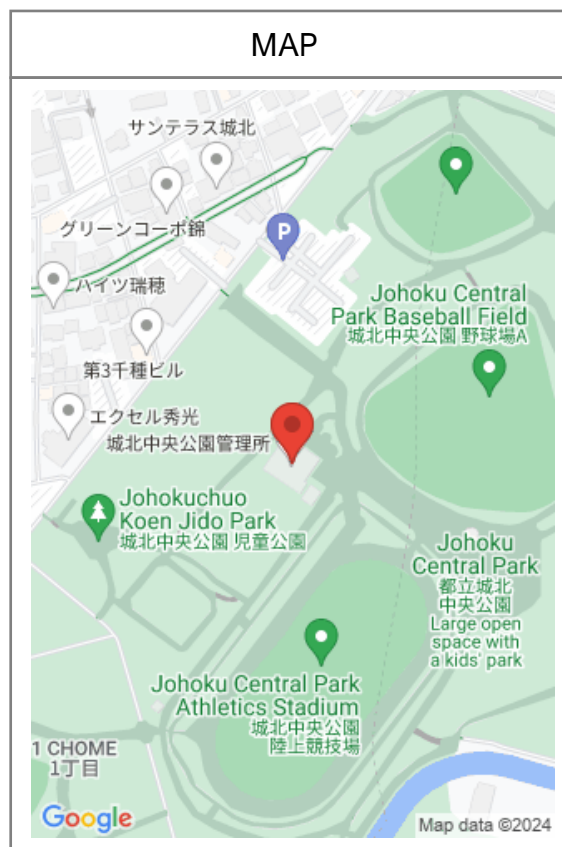 MAP
サンテラス城北
グリーンコーポ錦
P
ハイツ瑞穂
Johoku Central
Park Baseball Field
城北中央公園 野球場A
第3千種ビル
エクセル秀光
城北中央公園管理所
Johokuchuo
Koen Jido Park
城北中央公園 児童公園
Johoku
Central Park
都立城北
中央公園
Large open
space with
a kids' park
Johoku Central Park
Athletics Stadium
城北中央公園
陸上競技場
1 CHOME
1丁目
Google
Map data ©2024